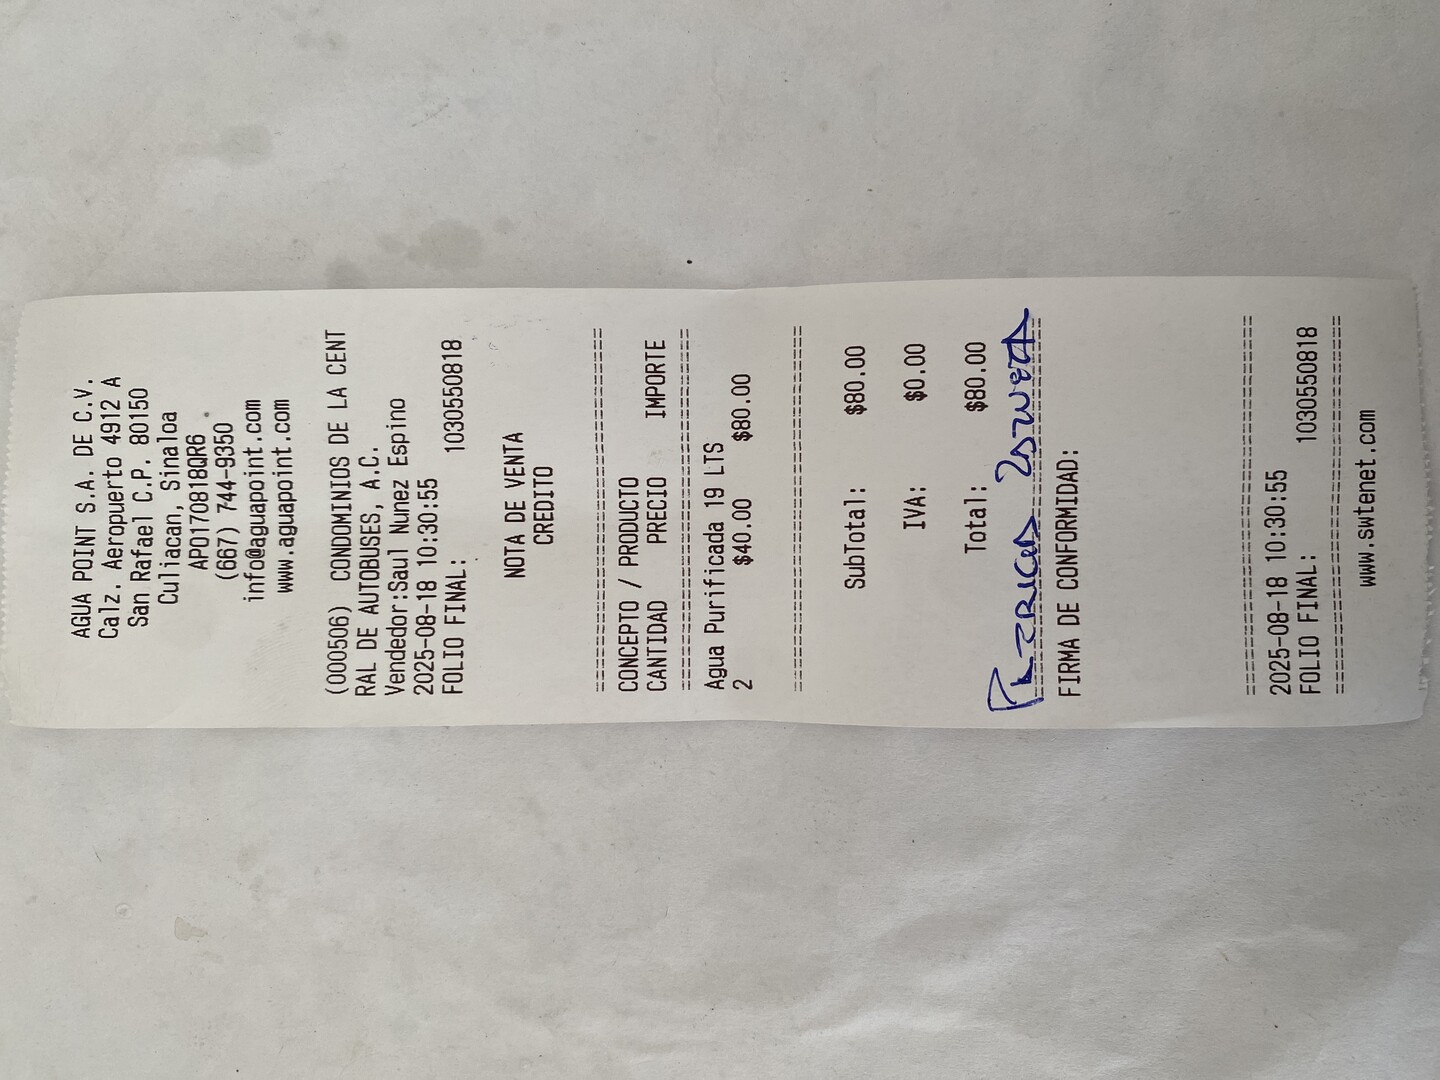 AGUA POINT S.A. DE C.V.
Calz. Aeropuerto 4912 A
San Rafael C.P. 80150
Culiacan, Sinaloa
APO170818QR6
(667) 744-9350
info@aguapoint.com
www.aguapoint.com
(000506) CONDOMINIOS DE LA CENT
RAL DE AUTOBUSES, A.C.
Vendedor:Saul Nunez Espino
2025-08-18 10:30:55
FOLIO FINAL: 1030550818
NOTA DE VENTA
CREDITO
==============================
CONCEPTO / PRODUCTO
CANTIDAD PRECIO IMPORTE
==============================
Agua Purificada 19 LTS
2 $40.00 $80.00
==============================
SubTotal: $80.00
IVA: $0.00
Total: $80.00
==============================
FIRMA DE CONFORMIDAD:
==============================
2025-08-18 10:30:55
FOLIO FINAL: 1030550818
==============================
www.swtenet.com